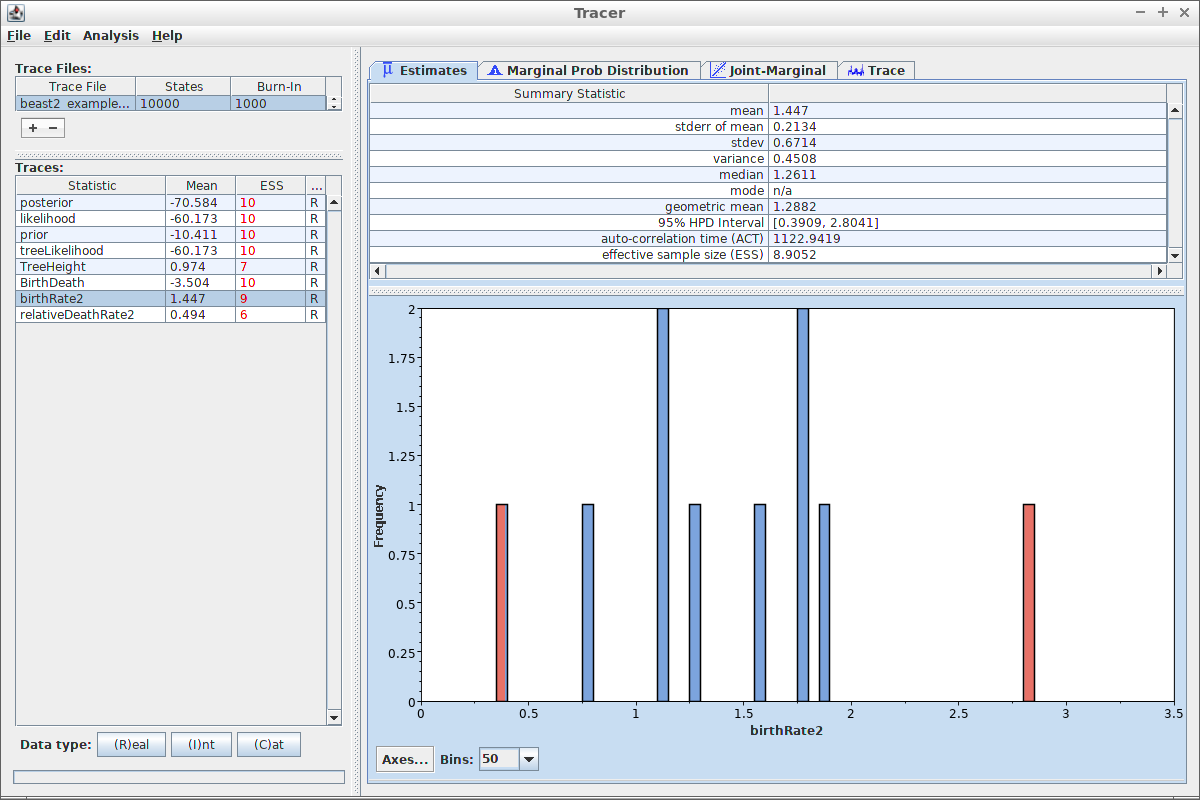 Tracer
File Edit Analysis Help
Trace Files:
Trace File States Burn-In
beast2_example... 10000 1000
+ −
Traces:
Statistic Mean ESS ...
posterior -70.584 10 R
likelihood -60.173 10 R
prior -10.411 10 R
treeLikelihood -60.173 10 R
TreeHeight 0.974 7 R
BirthDeath -3.504 10 R
birthRate2 1.447 9 R
relativeDeathRate2 0.494 6 R
Data type: (R)eal (I)nt (C)at
μ Estimates Marginal Prob Distribution Joint-Marginal Trace
Summary Statistic
mean 1.447
stderr of mean 0.2134
stdev 0.6714
variance 0.4508
median 1.2611
mode n/a
geometric mean 1.2882
95% HPD Interval [0.3909, 2.8041]
auto-correlation time (ACT) 1122.9419
effective sample size (ESS) 8.9052
2
1.75
1.5
1.25
1
0.75
0.5
0.25
0
Frequency
0 0.5 1 1.5 2 2.5 3 3.5
birthRate2
Axes... Bins: 50